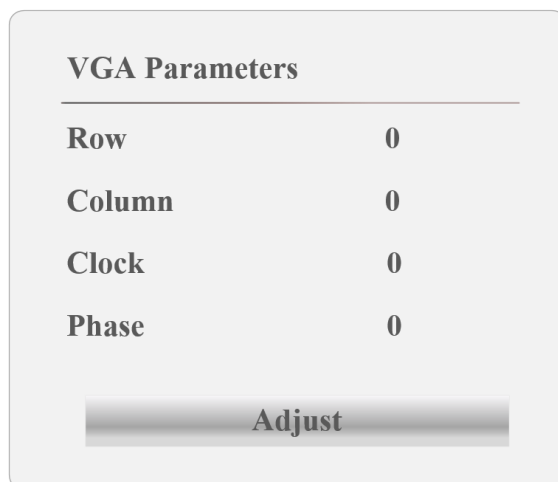 VGA Parameters
Row 0
Column 0
Clock 0
Phase 0
Adjust